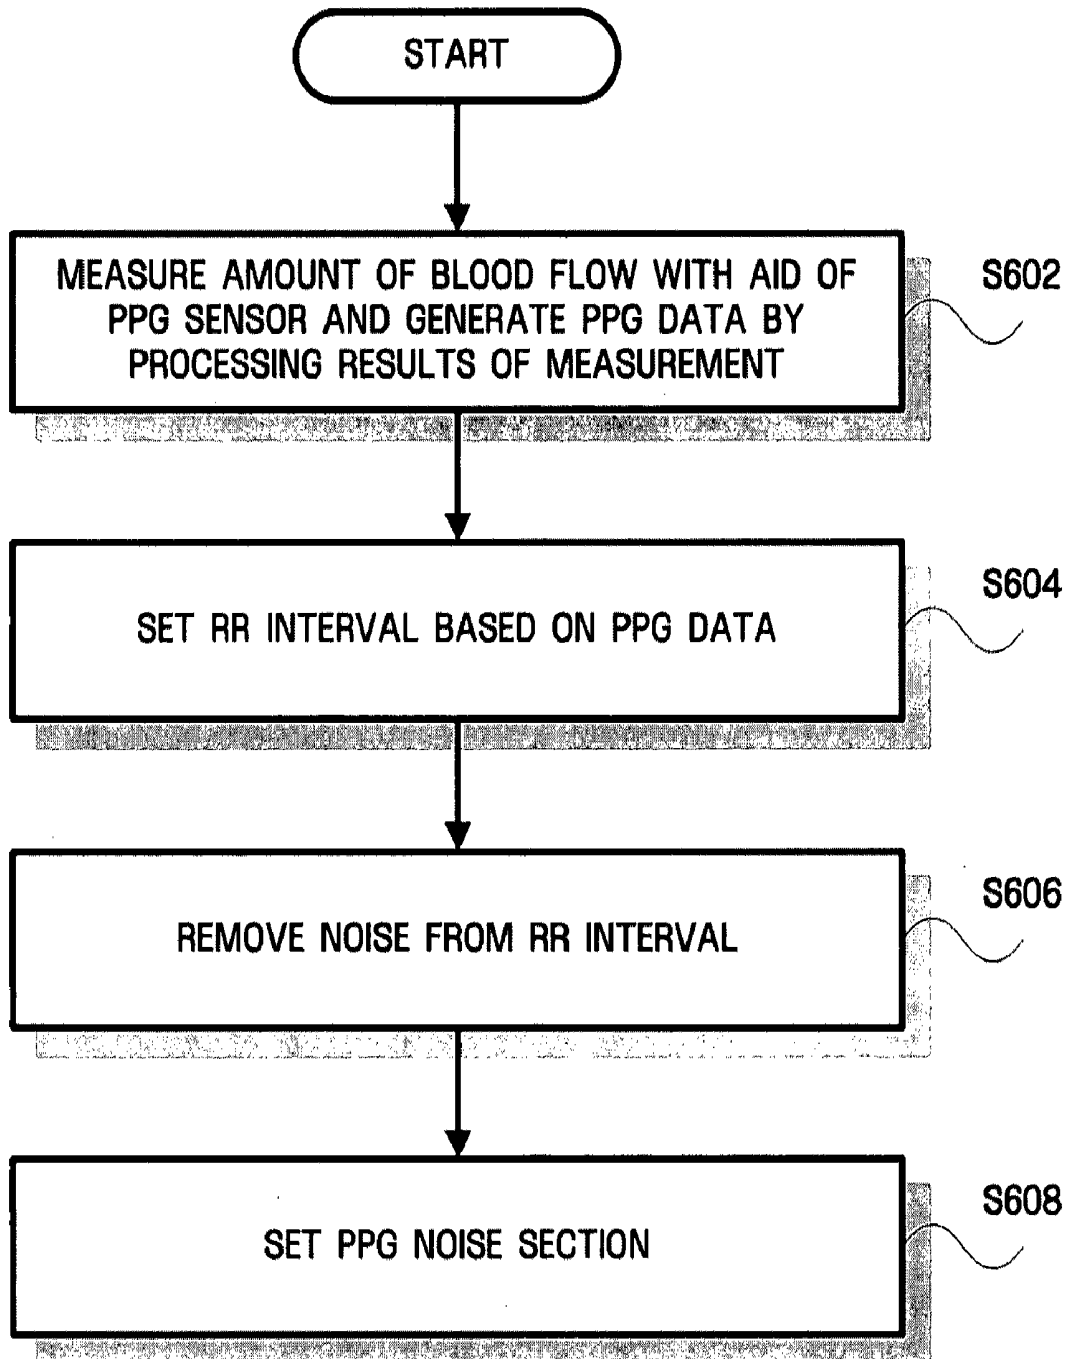 START
MEASURE AMOUNT OF BLOOD FLOW WITH AID OF
PPG SENSOR AND GENERATE PPG DATA BY
PROCESSING RESULTS OF MEASUREMENT
S602
SET RR INTERVAL BASED ON PPG DATA
S604
REMOVE NOISE FROM RR INTERVAL
S606
SET PPG NOISE SECTION
S608